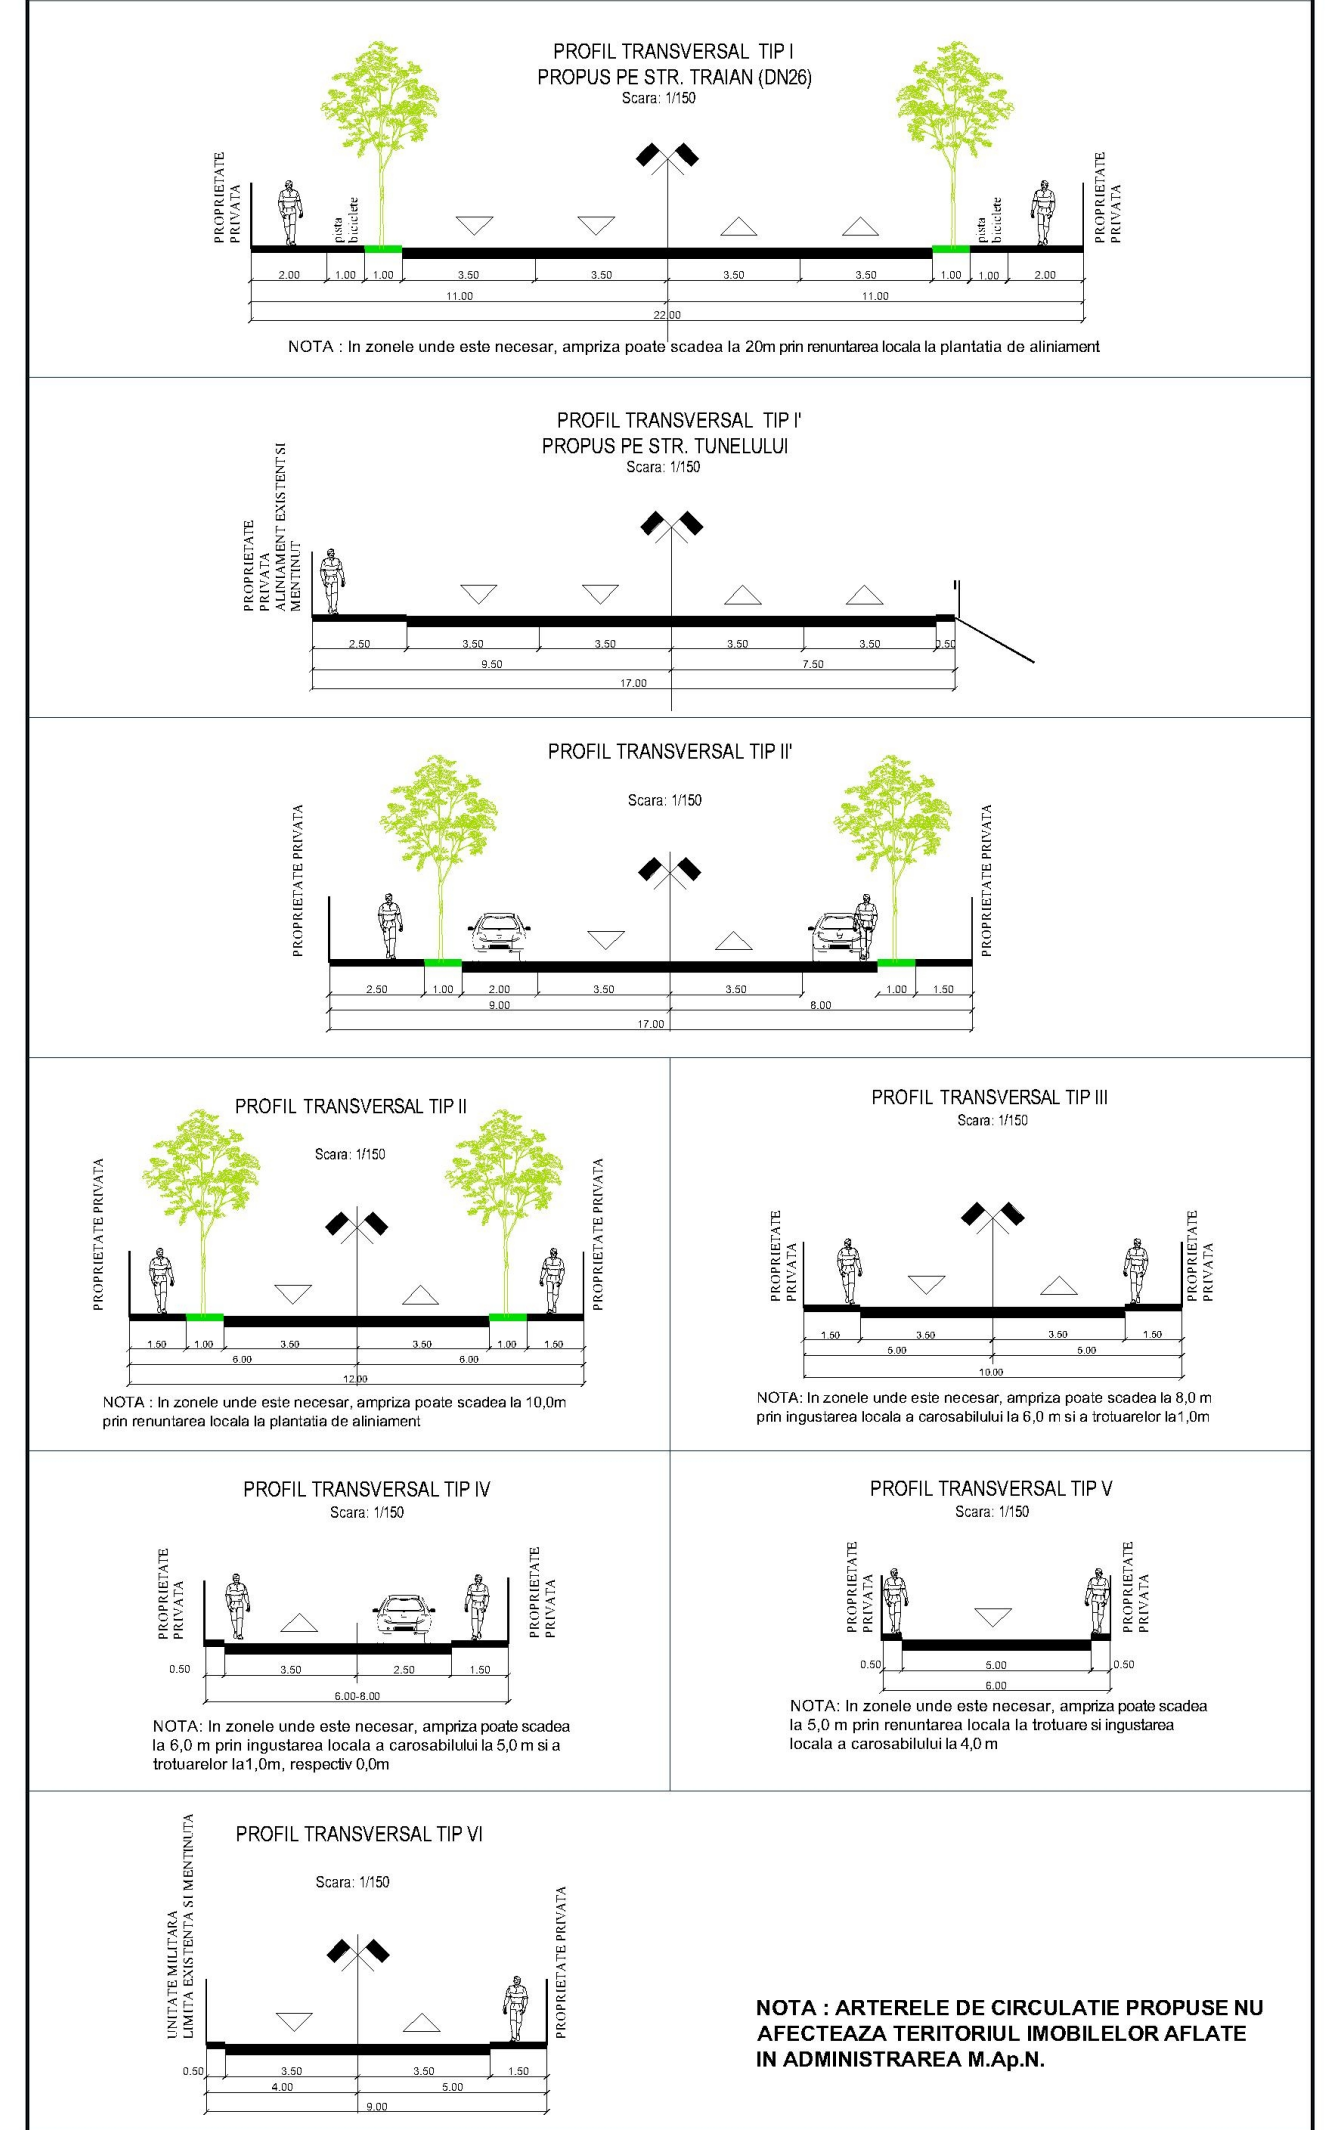 PROFIL TRANSVERSAL TIP I
PROPUS PE STR. TRAIAN (DN26)
Scara: 1/150
PROPRIETATE
PRIVATA
pista
biciclete
pista
biciclete
PROPRIETATE
PRIVATA
2.00 1.00 1.00 3.50 3.50 3.50 3.50 1.00 1.00 2.00
11.00 11.00
22.00
NOTA : In zonele unde este necesar, ampriza poate scadea la 20m prin renuntarea locala la plantatia de aliniament
PROFIL TRANSVERSAL TIP I'
PROPUS PE STR. TUNELULUI
Scara: 1/150
PROPRIETATE
PRIVATA
ALINIAMENT EXISTENT SI
MENTINUT
2.50 3.50 3.50 3.50 3.50 0.50
9.50 7.50
17.00
PROFIL TRANSVERSAL TIP II'
Scara: 1/150
PROPRIETATE PRIVATA
PROPRIETATE PRIVATA
2.50 1.00 2.00 3.50 3.50 1.00 1.50
9.00 8.00
17.00
PROFIL TRANSVERSAL TIP II
Scara: 1/150
PROPRIETATE PRIVATA
PROPRIETATE PRIVATA
1.50 1.00 3.50 3.50 1.00 1.50
6.00 6.00
12.00
NOTA : In zonele unde este necesar, ampriza poate scadea la 10,0m
prin renuntarea locala la plantatia de aliniament
PROFIL TRANSVERSAL TIP III
Scara: 1/150
PROPRIETATE
PRIVATA
PROPRIETATE
PRIVATA
1.50 3.50 3.50 1.50
5.00 5.00
10.00
NOTA: In zonele unde este necesar, ampriza poate scadea la 8,0 m
prin ingustarea locala a carosabilului la 6,0 m si a trotuarelor la1,0m
PROFIL TRANSVERSAL TIP IV
Scara: 1/150
PROPRIETATE
PRIVATA
PROPRIETATE
PRIVATA
0.50 3.50 2.50 1.50
6.00-8.00
NOTA: In zonele unde este necesar, ampriza poate scadea
la 6,0 m prin ingustarea locala a carosabilului la 5,0 m si a
trotuarelor la1,0m, respectiv 0,0m
PROFIL TRANSVERSAL TIP V
Scara: 1/150
PROPRIETATE
PRIVATA
PROPRIETATE
PRIVATA
0.50 5.00 0.50
6.00
NOTA: In zonele unde este necesar, ampriza poate scadea
la 5,0 m prin renuntarea locala la trotuare si ingustarea
locala a carosabilului la 4,0 m
PROFIL TRANSVERSAL TIP VI
Scara: 1/150
UNITATE MILITARA
LIMITA EXISTENTA SI MENTINUTA
PROPRIETATE PRIVATA
0.50 3.50 3.50 1.50
4.00 5.00
9.00
NOTA : ARTERELE DE CIRCULATIE PROPUSE NU
AFECTEAZA TERITORIUL IMOBILELOR AFLATE
IN ADMINISTRAREA M.Ap.N.